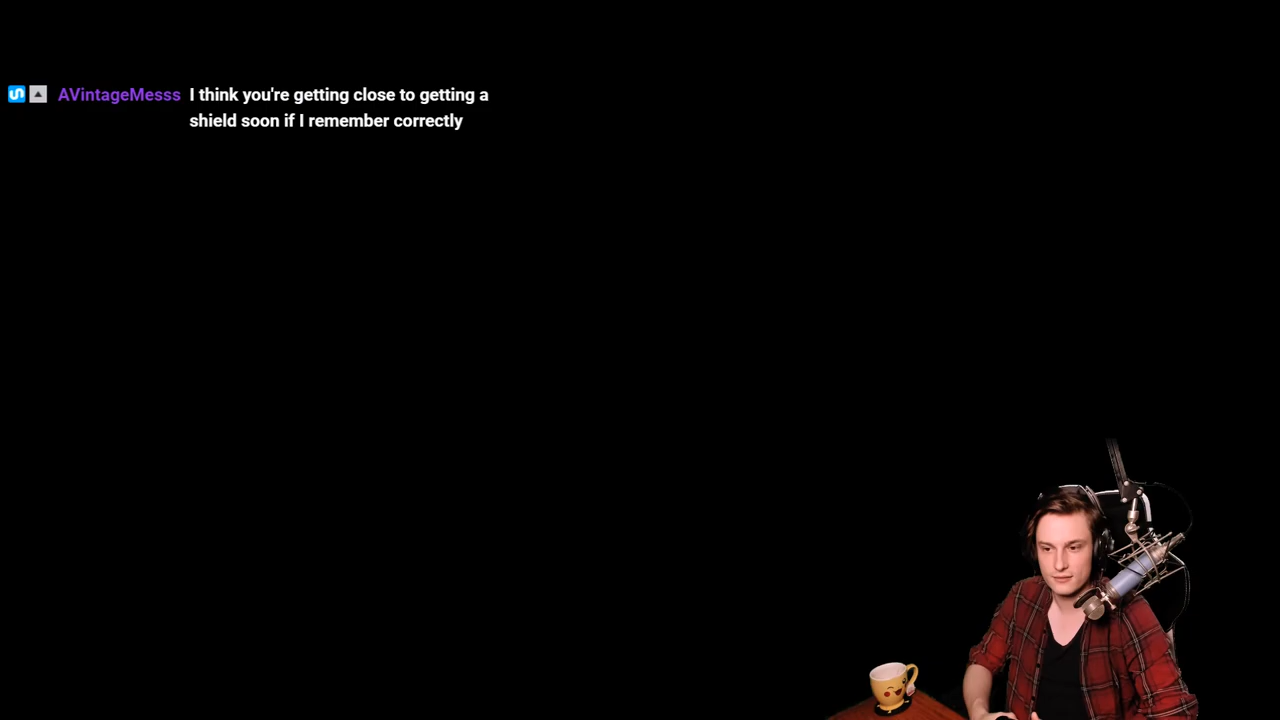 AVintageMesss I think you're getting close to getting a
shield soon if I remember correctly